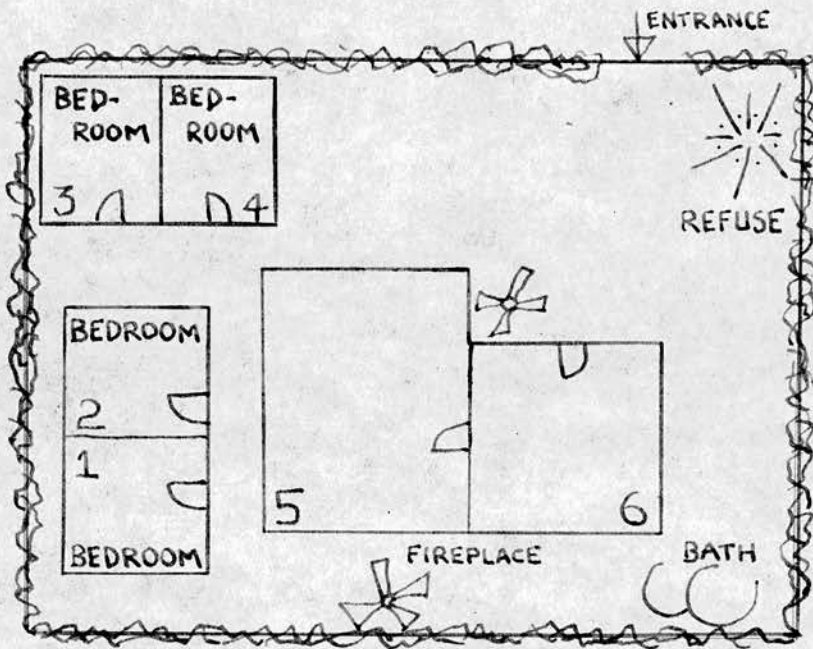 ENTRANCE
BED-
ROOM
3
BED-
ROOM
4
REFUSE
BEDROOM
2
1
BEDROOM
5
6
FIREPLACE
BATH